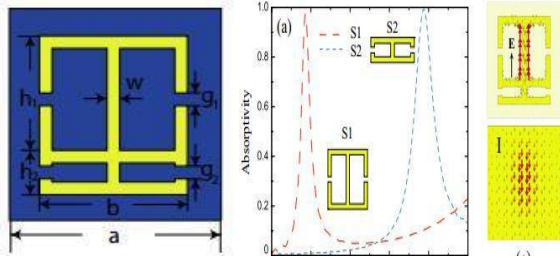 w
h₁
g₁
h₂
g₂
b
a
(a)
S1
S2
S2
S1
Absorptivity
1.0
0.8
0.6
0.4
0.2
0
E
I